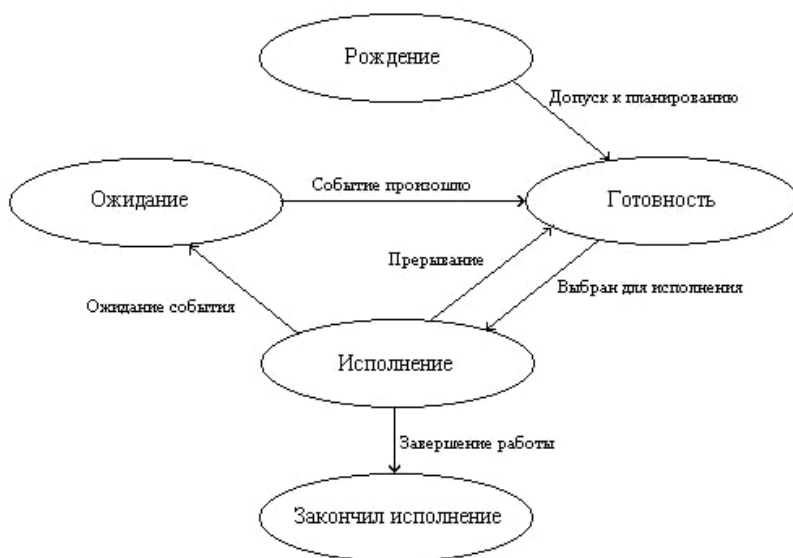 Рождение
Допуск к планированию
Ожидание
Событие произошло
Готовность
Прерывание
Выбран для исполнения
Ожидание события
Исполнение
Завершение работы
Закончил исполнение